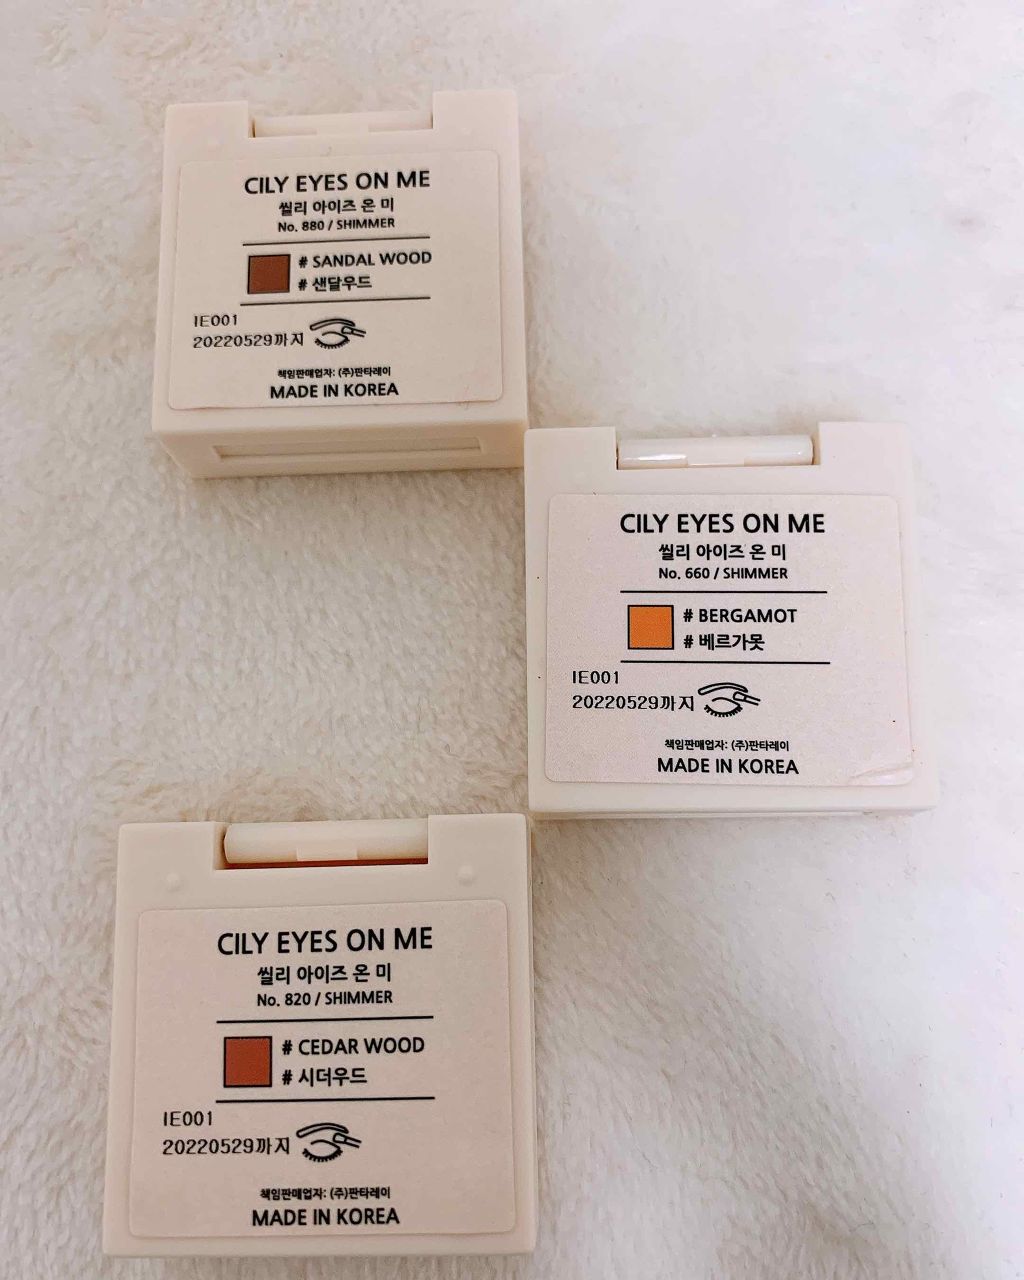 CILY EYES ON ME
씰리 아이즈 온 미
No. 880 / SHIMMER
# SANDAL WOOD
# 샌달우드
IE001
20220529까지
책임판매업자: (주)판타레이
MADE IN KOREA
CILY EYES ON ME
씰리 아이즈 온 미
No. 660 / SHIMMER
# BERGAMOT
# 베르가못
IE001
20220529까지
책임판매업자: (주)판타레이
MADE IN KOREA
CILY EYES ON ME
씰리 아이즈 온 미
No. 820 / SHIMMER
# CEDAR WOOD
# 시더우드
IE001
20220529까지
책임판매업자: (주)판타레이
MADE IN KOREA